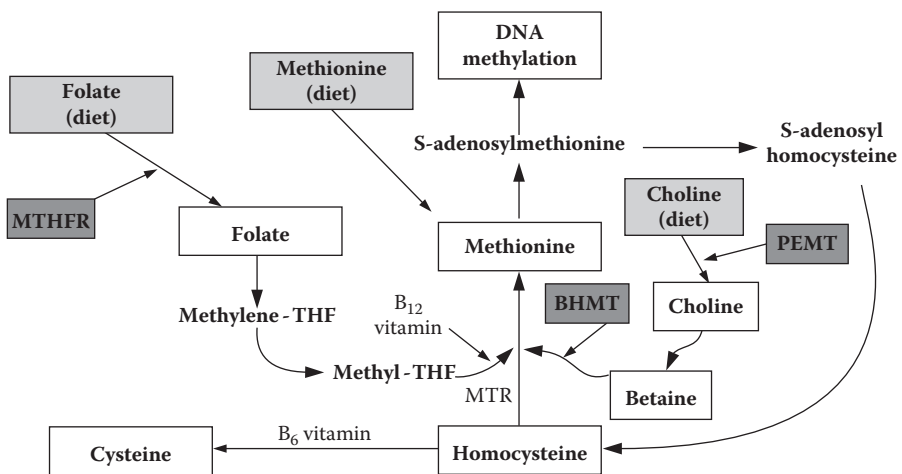 DNA
methylation
Methionine
(diet)
Folate
(diet)
S-adenosylmethionine
S-adenosyl
homocysteine
Choline
(diet)
MTHFR
Folate
Methionine
PEMT
BHMT
Choline
B₁₂
vitamin
Methylene-THF
Methyl-THF
MTR
Betaine
B₆ vitamin
Cysteine
Homocysteine